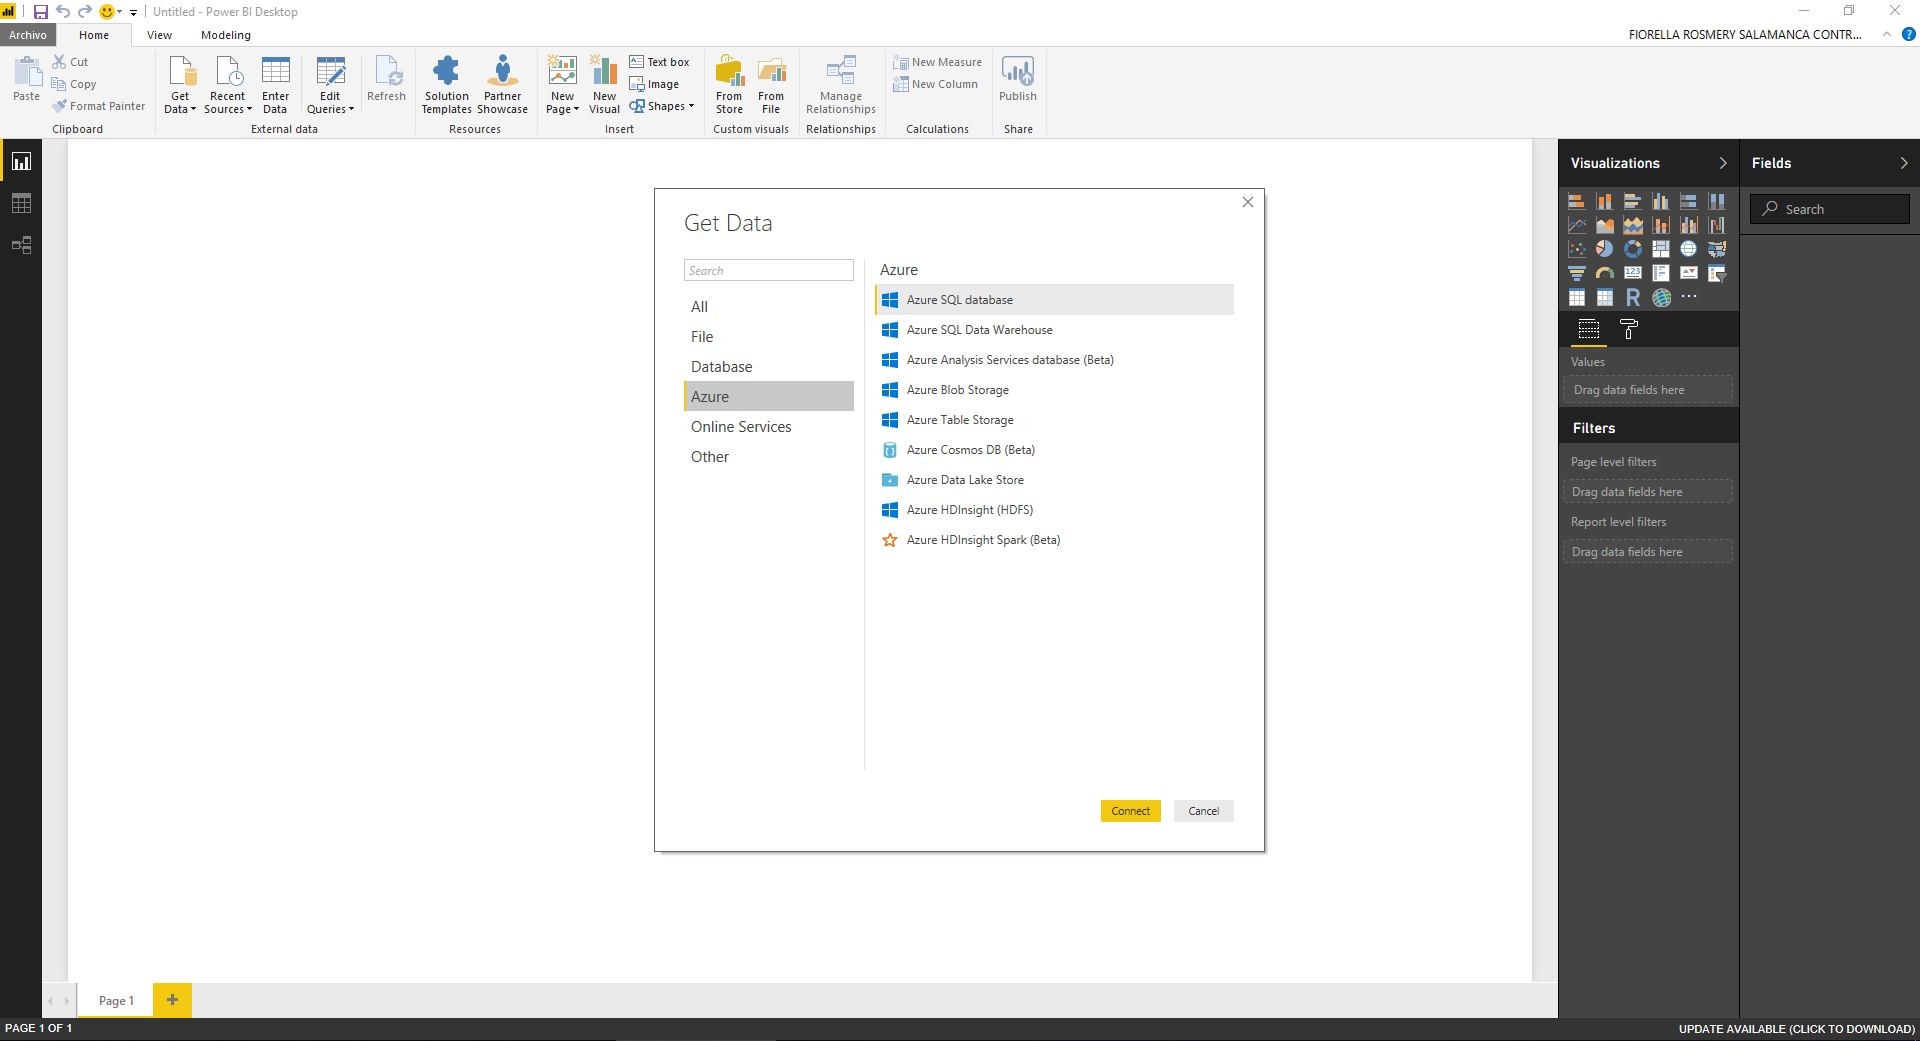 Untitled - Power BI Desktop
Archivo
Home
View
Modeling
FIORELLA ROSMERY SALAMANCA CONTR...
?
Paste
Cut
Copy
Format Painter
Clipboard
Get Data
Recent Sources
Enter Data
Edit Queries
Refresh
External data
Solution Templates
Partner Showcase
Resources
New Page
New Visual
Text box
Image
Shapes
Insert
From Store
From File
Custom visuals
Manage Relationships
Relationships
New Measure
New Column
Calculations
Publish
Share
Get Data
Search
All
File
Database
Azure
Online Services
Other
Azure
Azure SQL database
Azure SQL Data Warehouse
Azure Analysis Services database (Beta)
Azure Blob Storage
Azure Table Storage
Azure Cosmos DB (Beta)
Azure Data Lake Store
Azure HDInsight (HDFS)
Azure HDInsight Spark (Beta)
Connect
Cancel
Visualizations
123
R
...
Values
Drag data fields here
Filters
Page level filters
Drag data fields here
Report level filters
Drag data fields here
Fields
Search
Page 1
+
PAGE 1 OF 1
UPDATE AVAILABLE (CLICK TO DOWNLOAD)